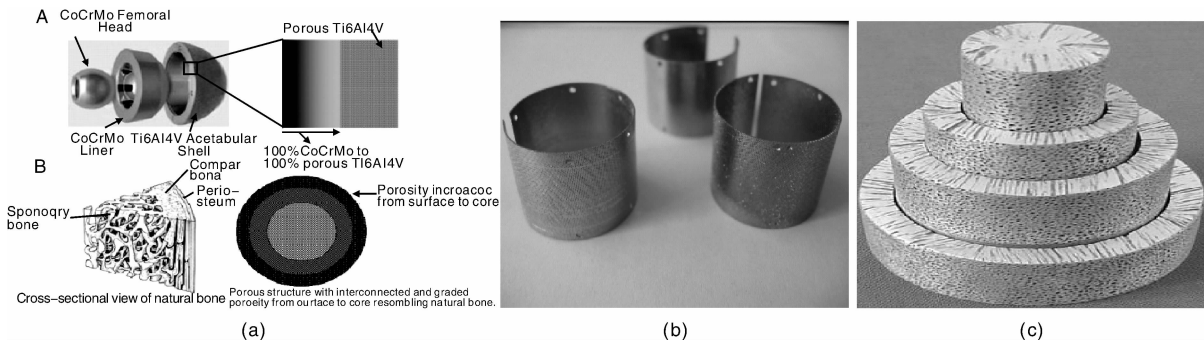 A
CoCrMo Femoral
Head
Porous Ti6Al4V
CoCrMo
Liner
Ti6Al4V Acetabular
Shell
100% CoCrMo to
100% porous TI6AI4V
B
Compar
bona
Perio-
steum
Sponoqry
bone
Porosity incroacoc
from surface to core
Cross-sectional view of natural bone
Porous structure with interconnected and graded
poroeity from ourtace to core resembling natural bone.
(a)
(b)
(c)